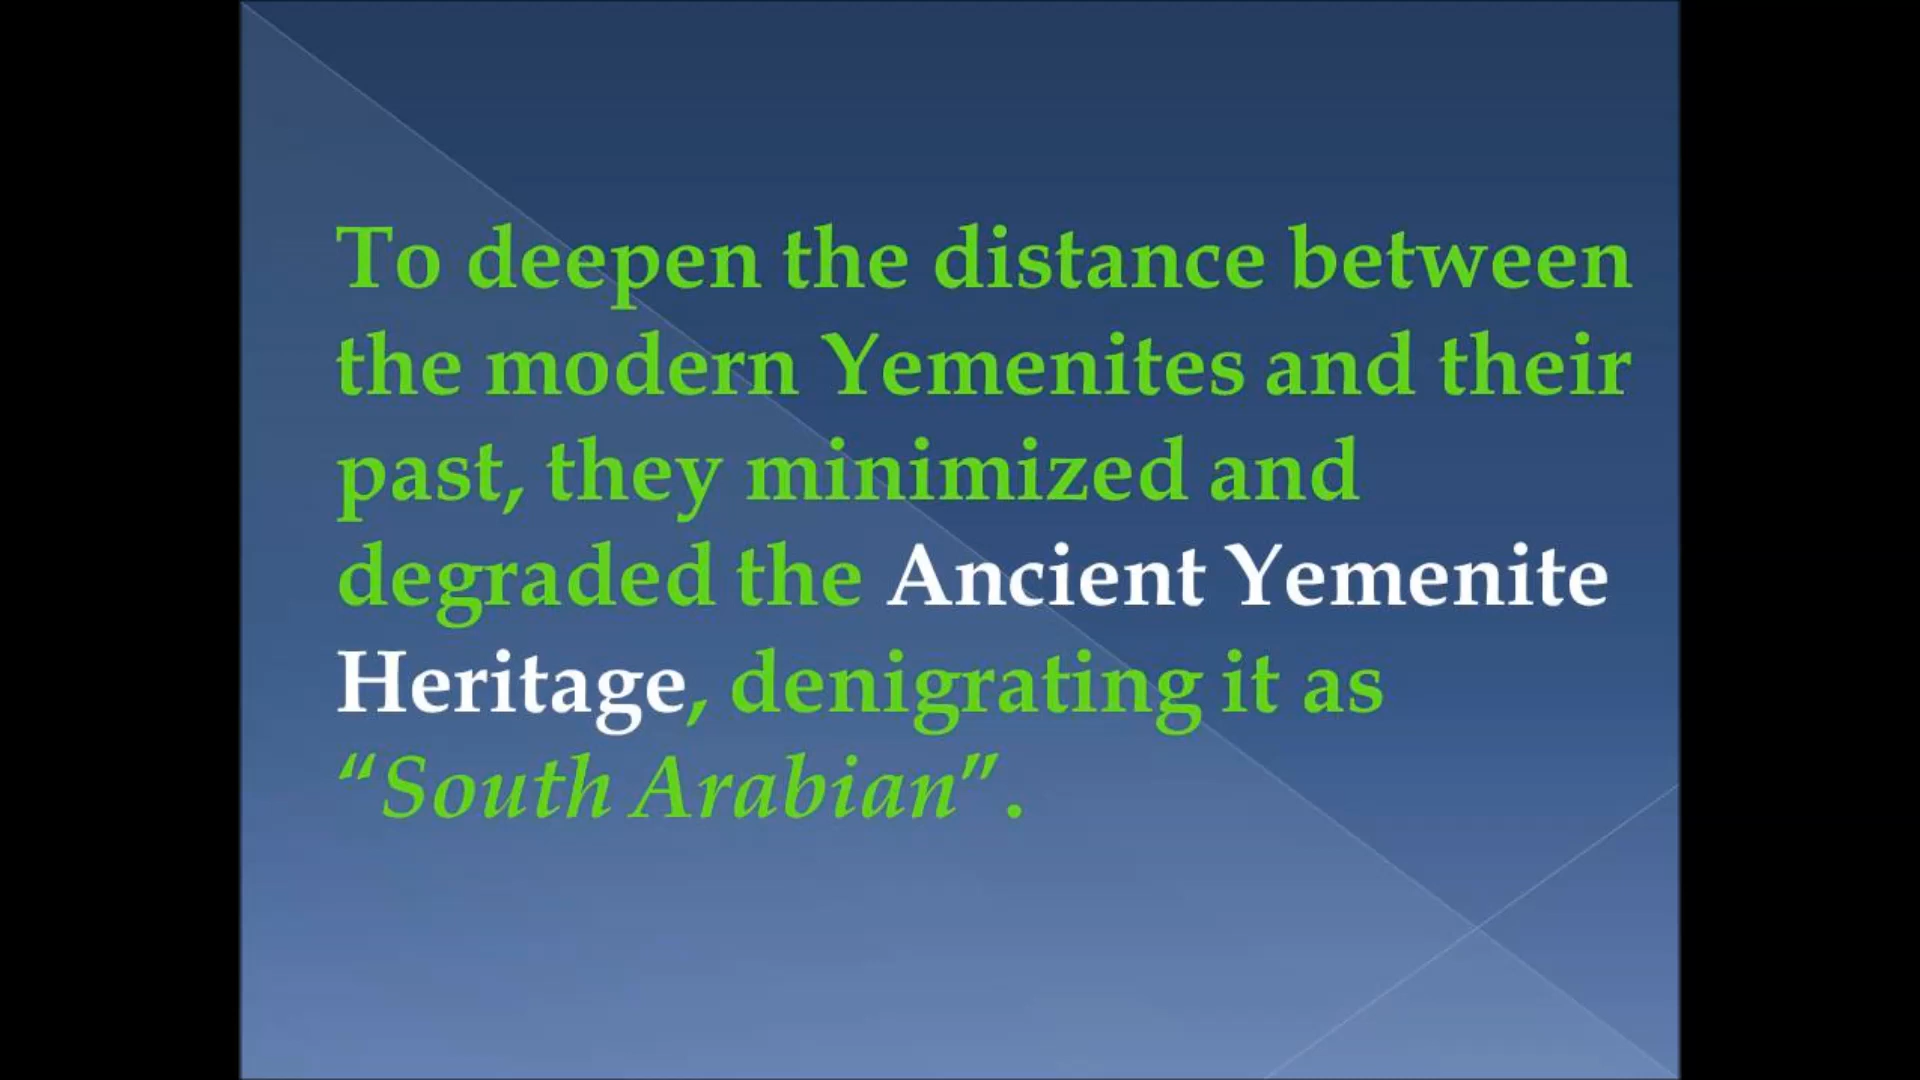 To deepen the distance between
the modern Yemenites and their
past, they minimized and
degraded the Ancient Yemenite
Heritage, denigrating it as
“South Arabian”.